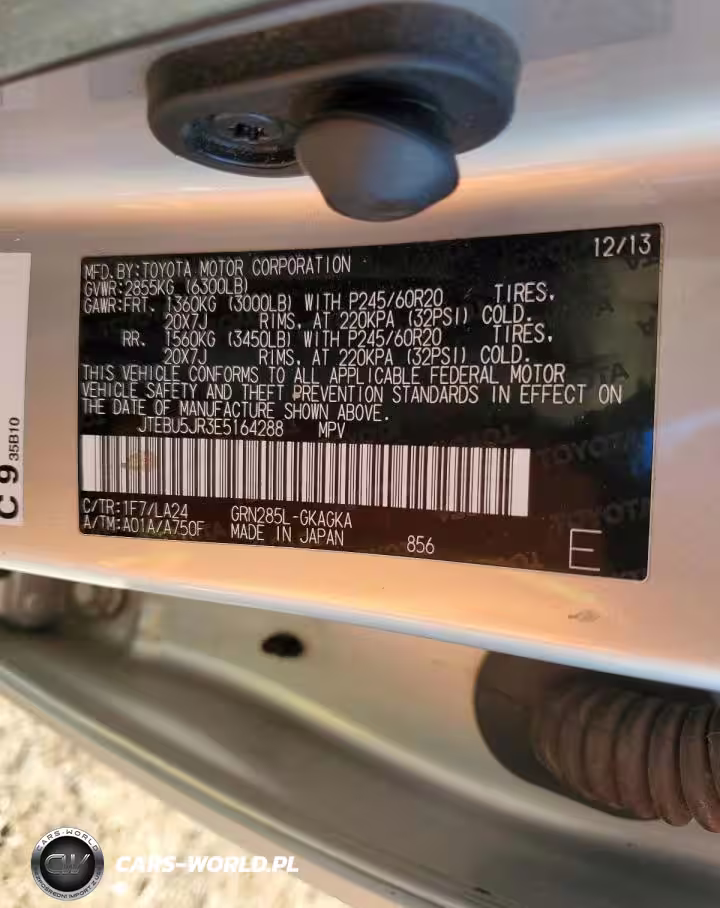 12/13
MFD.BY:TOYOTA MOTOR CORPORATION
GVWR:2855KG (6300LB)
GAWR:FRT. 1360KG (3000LB) WITH P245/60R20 TIRES,
20X7J RIMS, AT 220KPA (32PSI) COLD.
RR. 1560KG (3450LB) WITH P245/60R20 TIRES,
20X7J RIMS, AT 220KPA (32PSI) COLD.
THIS VEHICLE CONFORMS TO ALL APPLICABLE FEDERAL MOTOR
VEHICLE SAFETY AND THEFT PREVENTION STANDARDS IN EFFECT ON
THE DATE OF MANUFACTURE SHOWN ABOVE.
JTEBU5JR3E5164288 MPV
C/TR:1F7/LA24 GRN285L-GKAGKA
A/TM:A01A/A750F MADE IN JAPAN 856 E
C 9 35B10
CARS-WORLD
CW
CARS-WORLD.PL